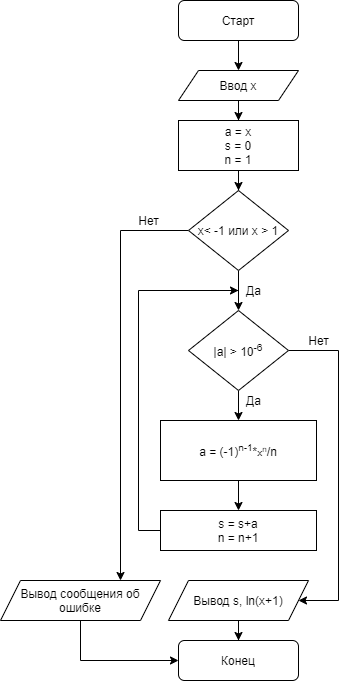 Старт
Ввод x
a = x
s = 0
n = 1
x< -1 или x > 1
Нет
Да
|a| > 10⁻⁶
Нет
Да
a = (-1)ⁿ⁻¹*xⁿ/n
s = s+a
n = n+1
Вывод сообщения об
ошибке
Вывод s, ln(x+1)
Конец